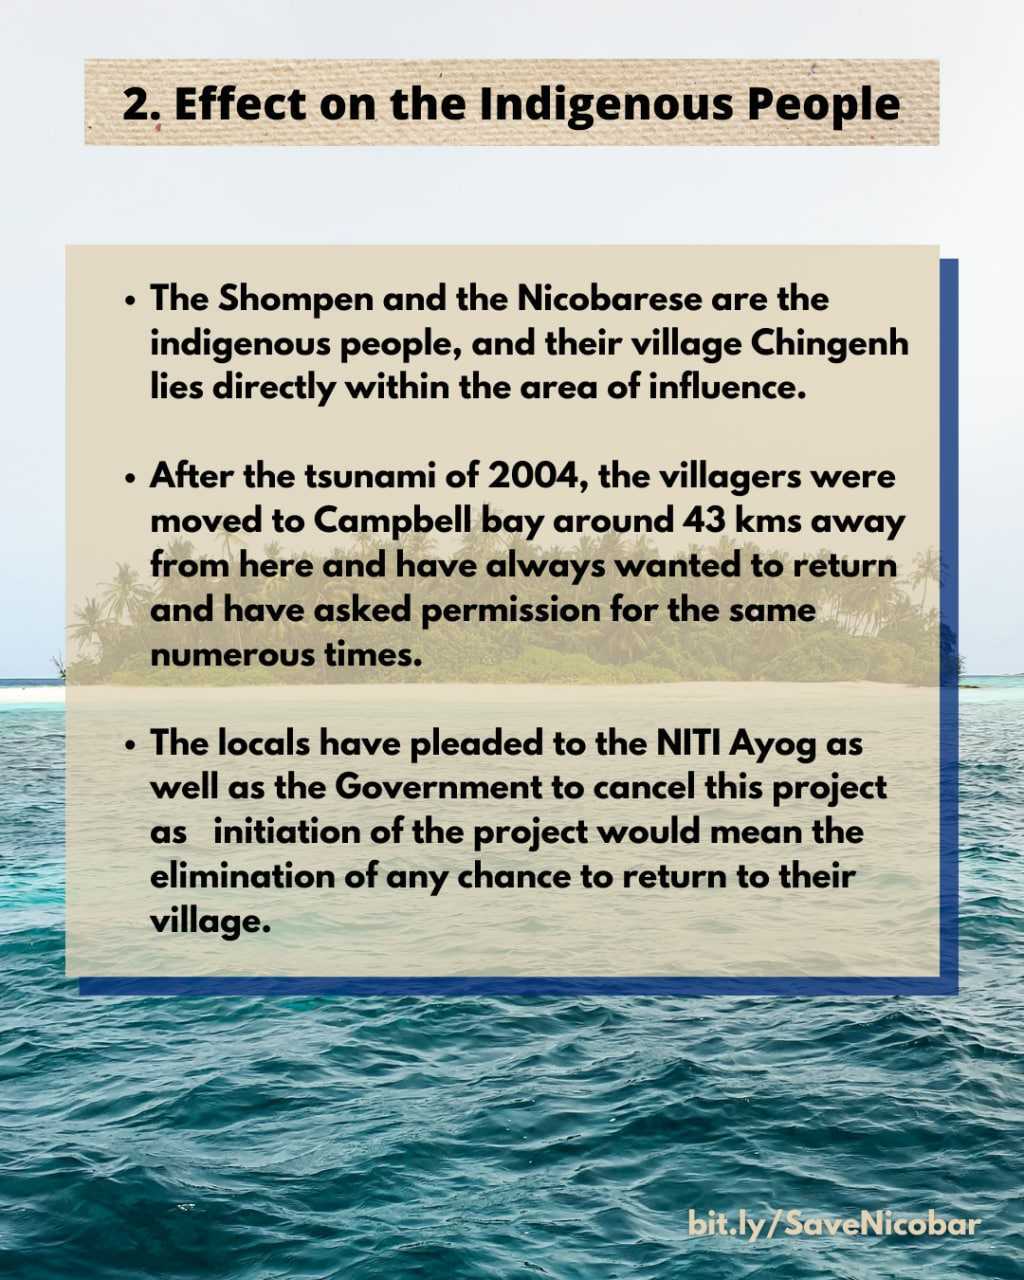 2. Effect on the Indigenous People
• The Shompen and the Nicobarese are the
indigenous people, and their village Chingenh
lies directly within the area of influence.
• After the tsunami of 2004, the villagers were
moved to Campbell bay around 43 kms away
from here and have always wanted to return
and have asked permission for the same
numerous times.
• The locals have pleaded to the NITI Ayog as
well as the Government to cancel this project
as   initiation of the project would mean the
elimination of any chance to return to their
village.
bit.ly/SaveNicobar